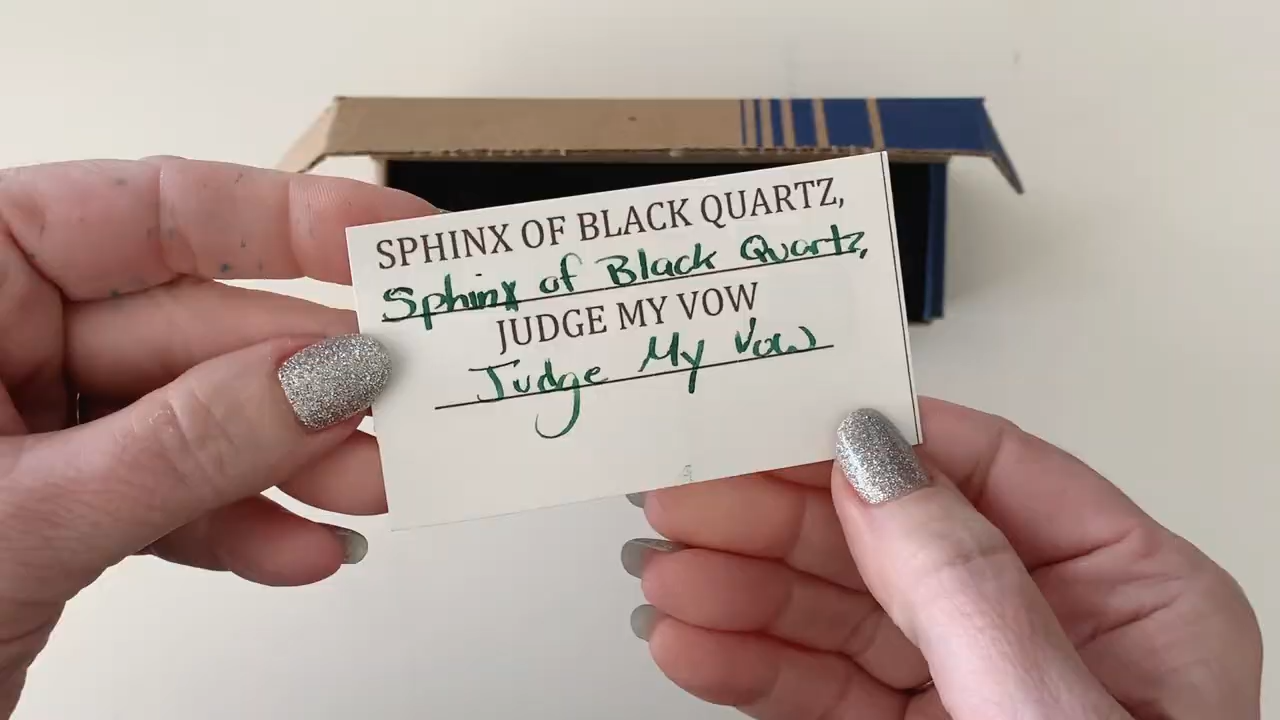 SPHINX OF BLACK QUARTZ,
Sphinx of Black Quartz,
JUDGE MY VOW
Judge My Vow